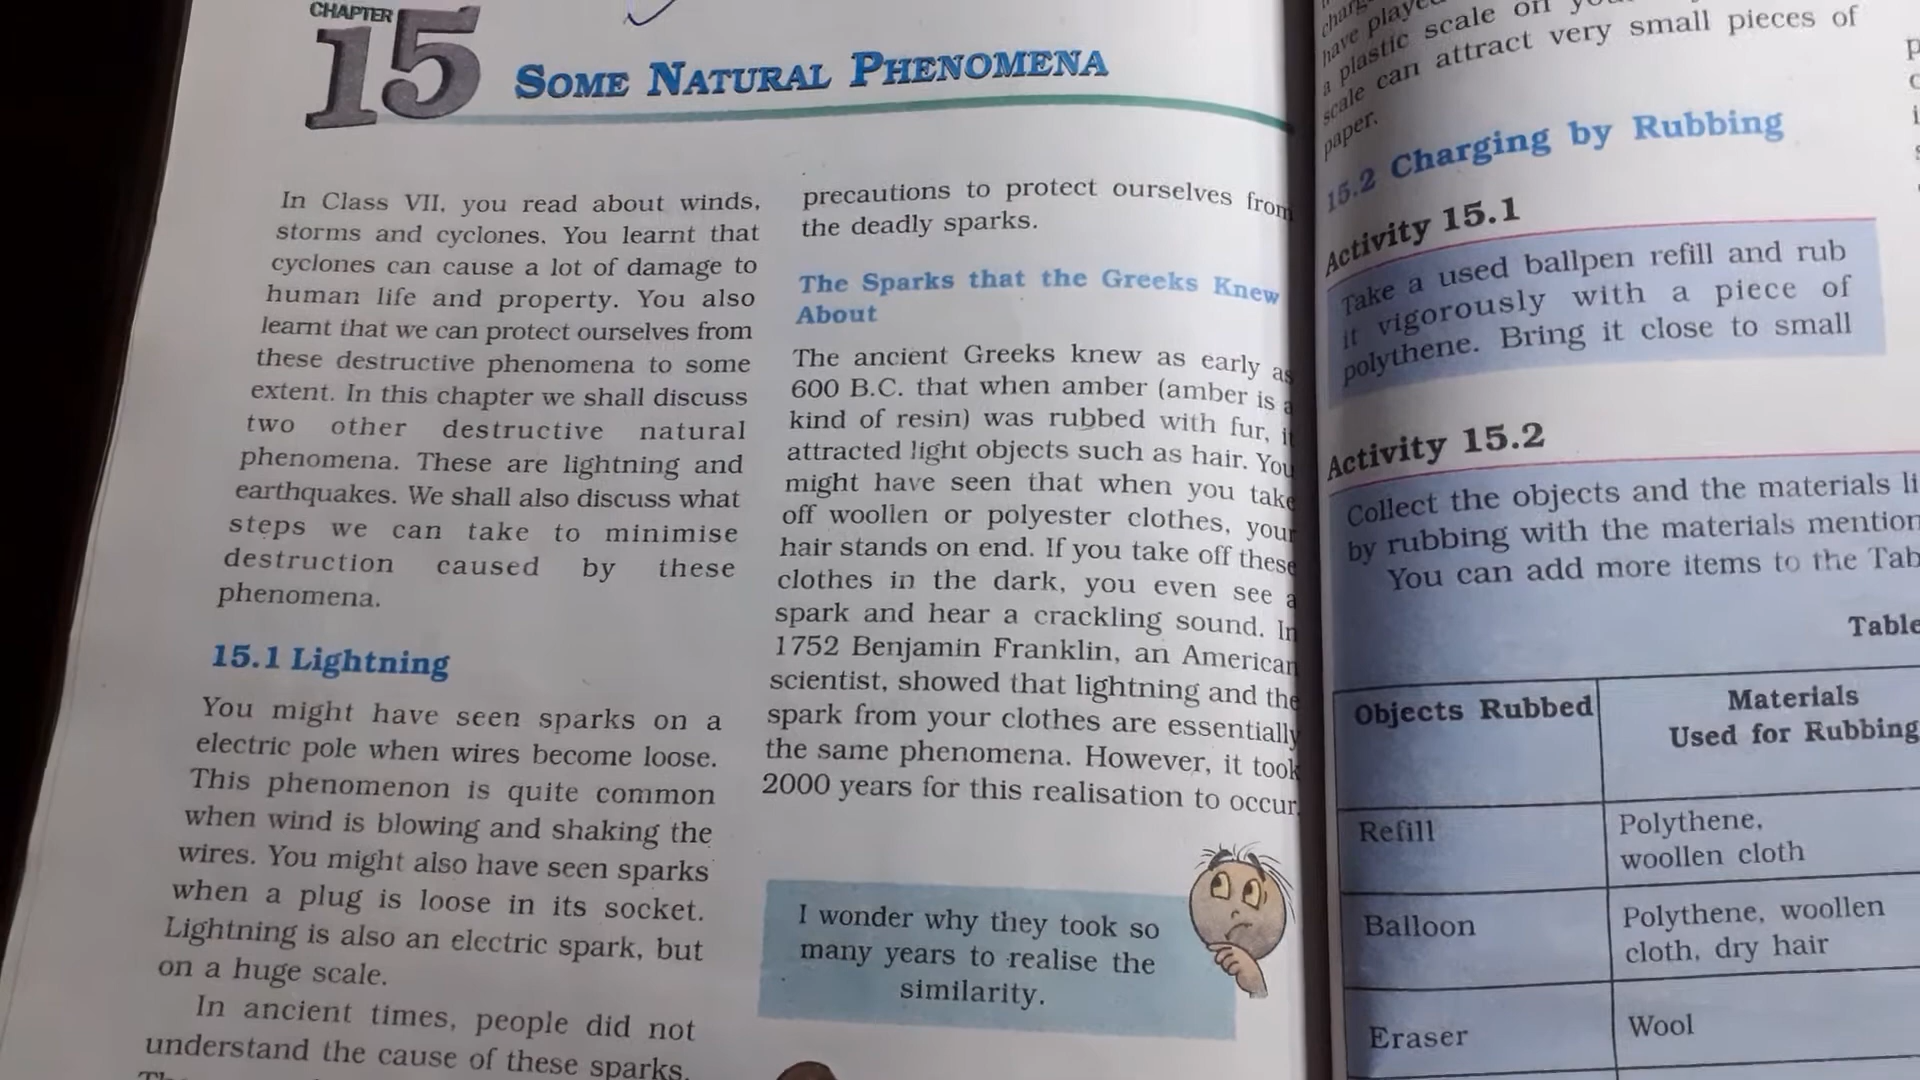 CHAPTER
15
SOME NATURAL PHENOMENA
In Class VII, you read about winds,
storms and cyclones. You learnt that
cyclones can cause a lot of damage to
human life and property. You also
learnt that we can protect ourselves from
these destructive phenomena to some
extent. In this chapter we shall discuss
two other destructive natural
phenomena. These are lightning and
earthquakes. We shall also discuss what
steps we can take to minimise
destruction caused by these
phenomena.
15.1 Lightning
You might have seen sparks on a
electric pole when wires become loose.
This phenomenon is quite common
when wind is blowing and shaking the
wires. You might also have seen sparks
when a plug is loose in its socket.
Lightning is also an electric spark, but
on a huge scale.
In ancient times, people did not
understand the cause of these sparks.
precautions to protect ourselves from
the deadly sparks.
The Sparks that the Greeks Knew
About
The ancient Greeks knew as early as
600 B.C. that when amber (amber is a
kind of resin) was rubbed with fur, it
attracted light objects such as hair. You
might have seen that when you take
off woollen or polyester clothes, your
hair stands on end. If you take off these
clothes in the dark, you even see a
spark and hear a crackling sound. In
1752 Benjamin Franklin, an American
scientist, showed that lightning and the
spark from your clothes are essentially
the same phenomena. However, it took
2000 years for this realisation to occur.
I wonder why they took so
many years to realise the
similarity.
have played
a plastic scale on
scale can attract very small pieces of
paper.
15.2 Charging by Rubbing
Activity 15.1
Take a used ballpen refill and rub
it vigorously with a piece of
polythene. Bring it close to small
Activity 15.2
Collect the objects and the materials li
by rubbing with the materials mention
You can add more items to the Tab
Table
Objects Rubbed
Materials
Used for Rubbing
Refill
Polythene,
woollen cloth
Balloon
Polythene, woollen
cloth, dry hair
Eraser
Wool